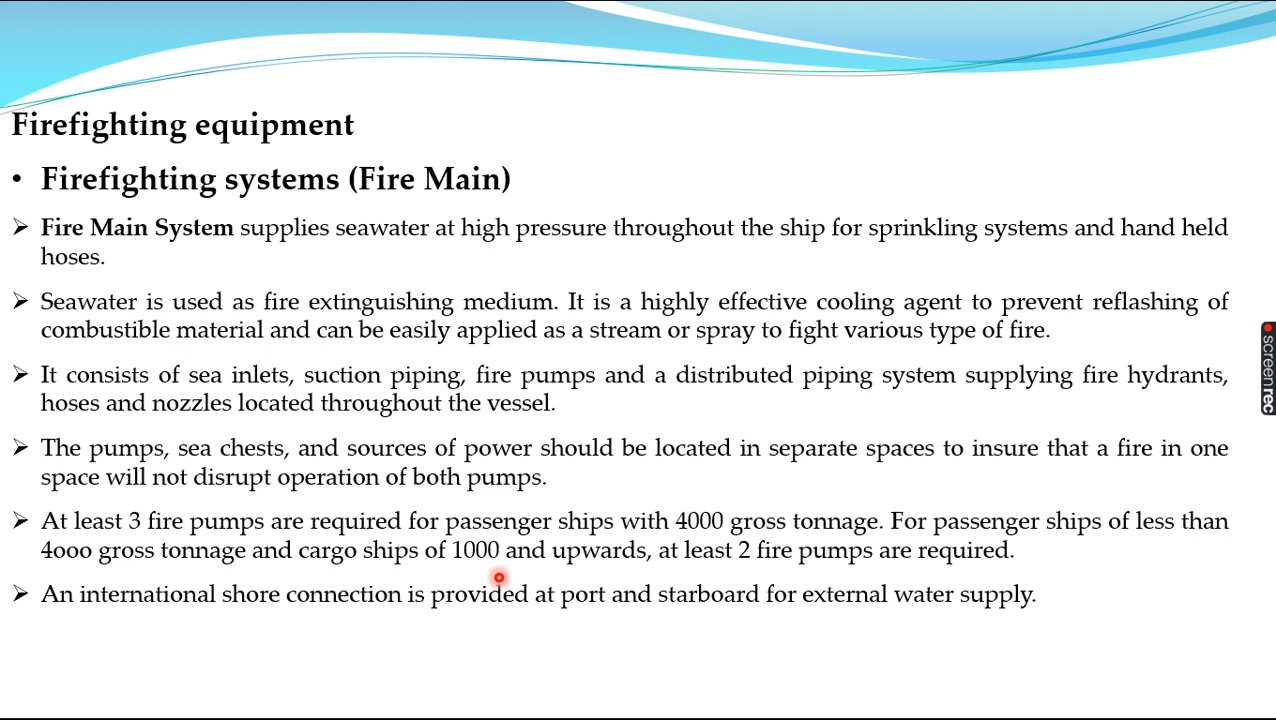 Firefighting equipment
• Firefighting systems (Fire Main)
➢ Fire Main System supplies seawater at high pressure throughout the ship for sprinkling systems and hand held
hoses.
➢ Seawater is used as fire extinguishing medium. It is a highly effective cooling agent to prevent reflashing of
combustible material and can be easily applied as a stream or spray to fight various type of fire.
➢ It consists of sea inlets, suction piping, fire pumps and a distributed piping system supplying fire hydrants,
hoses and nozzles located throughout the vessel.
➢ The pumps, sea chests, and sources of power should be located in separate spaces to insure that a fire in one
space will not disrupt operation of both pumps.
➢ At least 3 fire pumps are required for passenger ships with 4000 gross tonnage. For passenger ships of less than
4ooo gross tonnage and cargo ships of 1000 and upwards, at least 2 fire pumps are required.
➢ An international shore connection is provided at port and starboard for external water supply.
screenrec